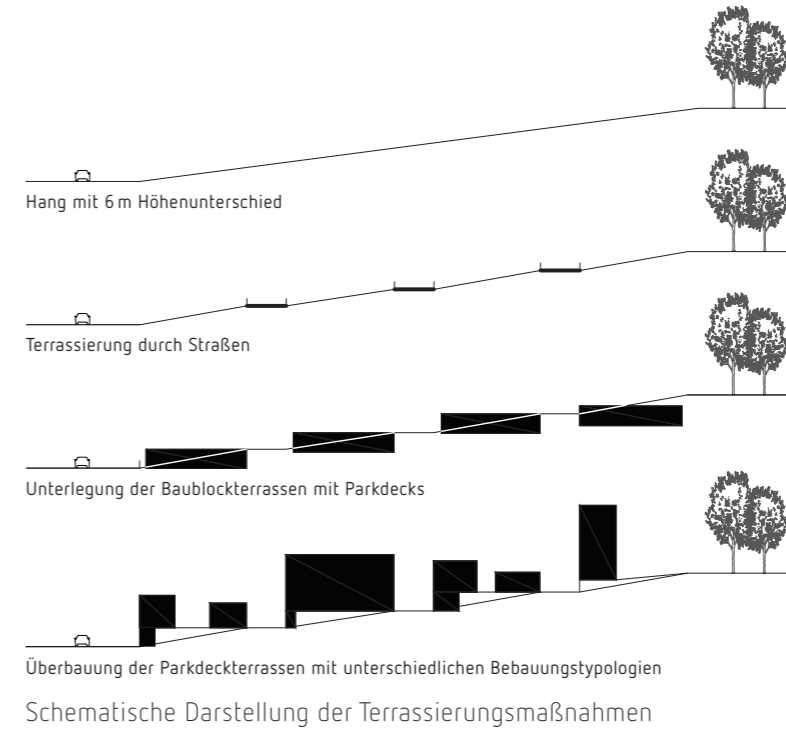 Hang mit 6 m Höhenunterschied
Terrassierung durch Straßen
Unterlegung der Baublockterrassen mit Parkdecks
Überbauung der Parkdeckterrassen mit unterschiedlichen Bebauungstypologien
Schematische Darstellung der Terrassierungsmaßnahmen